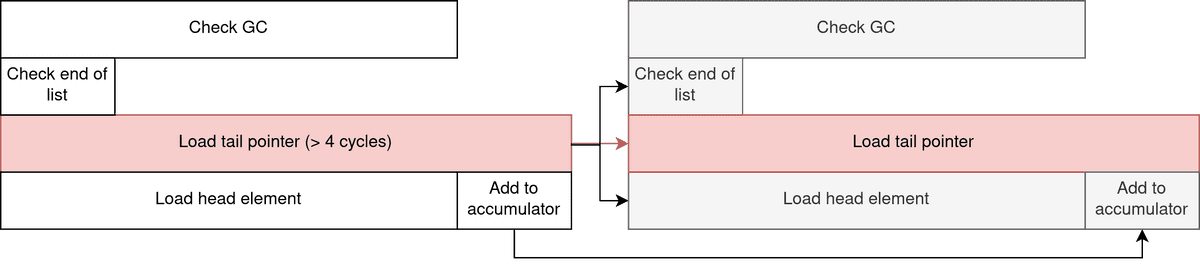 Check GC
Check end of
list
Load tail pointer (> 4 cycles)
Load head element
Add to
accumulator
Check GC
Check end of
list
Load tail pointer
Load head element
Add to
accumulator